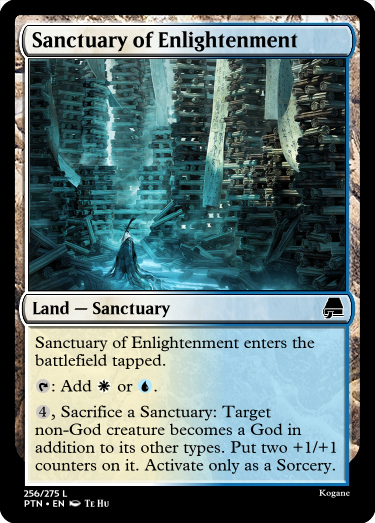 Sanctuary of Enlightenment
Land — Sanctuary
Sanctuary of Enlightenment enters the
battlefield tapped.
: Add or .
4, Sacrifice a Sanctuary: Target
non-God creature becomes a God in
addition to its other types. Put two +1/+1
counters on it. Activate only as a Sorcery.
256/275 L
Kogane
PTN • EN Te Hu